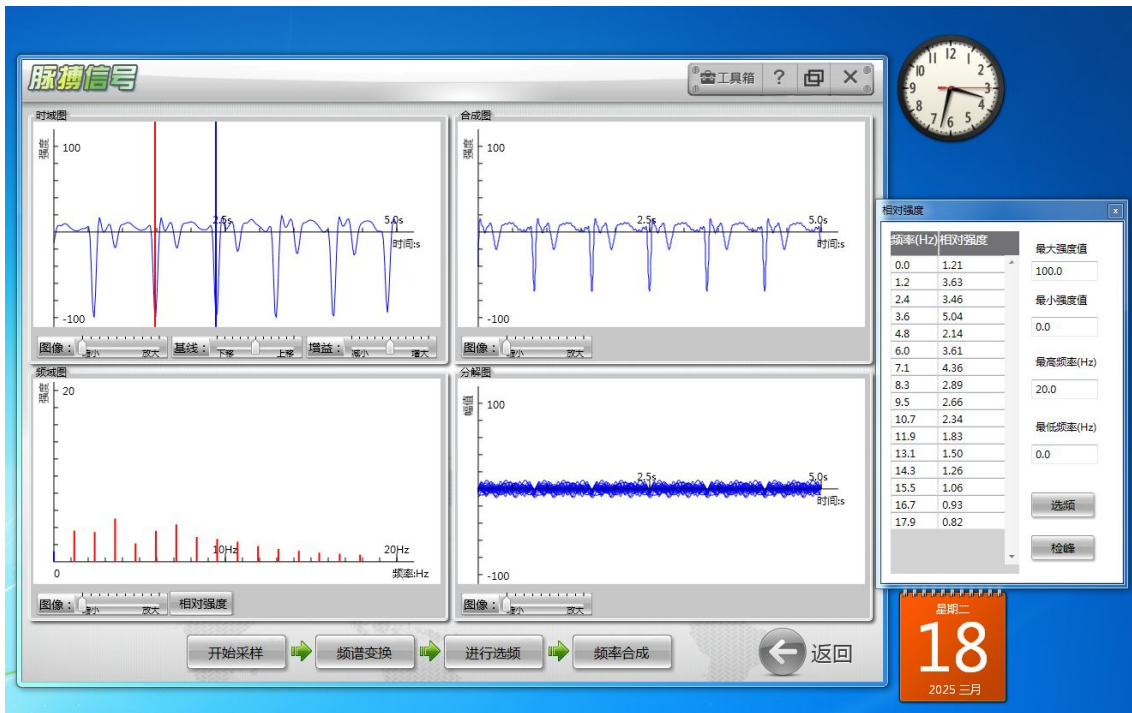 脉搏信号
工具箱 ?
时域图
强度
100
2.5s
5.0s
时间:s
-100
图像： 缩小 放大
基线： 下移 上移
增益： 减小 增大
合成图
强度
100
2.5s
5.0s
时间:s
-100
图像： 缩小 放大
频域图
强度
20
10Hz
20Hz
0
频率:Hz
图像： 缩小 放大
相对强度
分解图
幅值
100
2.5s
5.0s
时间:s
-100
图像： 缩小 放大
开始采样
频谱变换
进行选频
频率合成
返回
12
1
2
3
4
5
6
7
8
9
10
11
相对强度
频率(Hz) 相对强度
0.0 1.21
1.2 3.63
2.4 3.46
3.6 5.04
4.8 2.14
6.0 3.61
7.1 4.36
8.3 2.89
9.5 2.66
10.7 2.34
11.9 1.83
13.1 1.50
14.3 1.26
15.5 1.06
16.7 0.93
17.9 0.82
最大强度值
100.0
最小强度值
0.0
最高频率(Hz)
20.0
最低频率(Hz)
0.0
选频
检峰
星期二
18
2025 三月